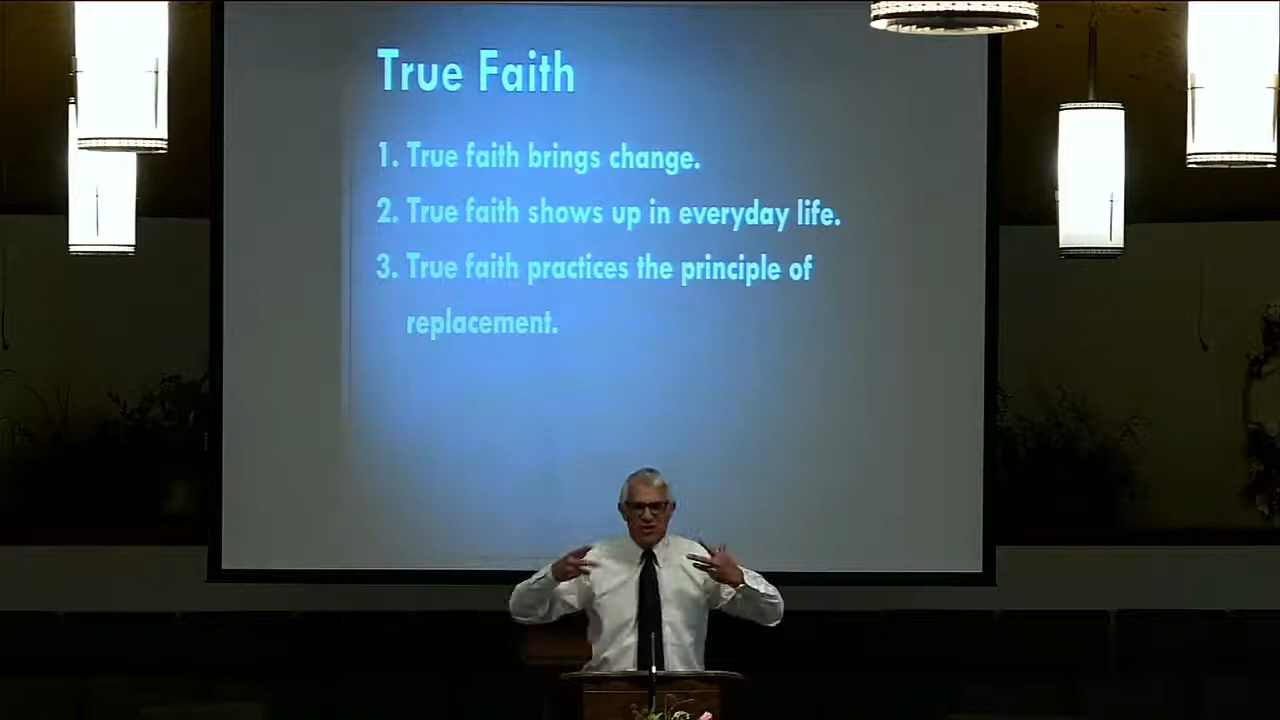 True Faith
1. True faith brings change.
2. True faith shows up in everyday life.
3. True faith practices the principle of
replacement.